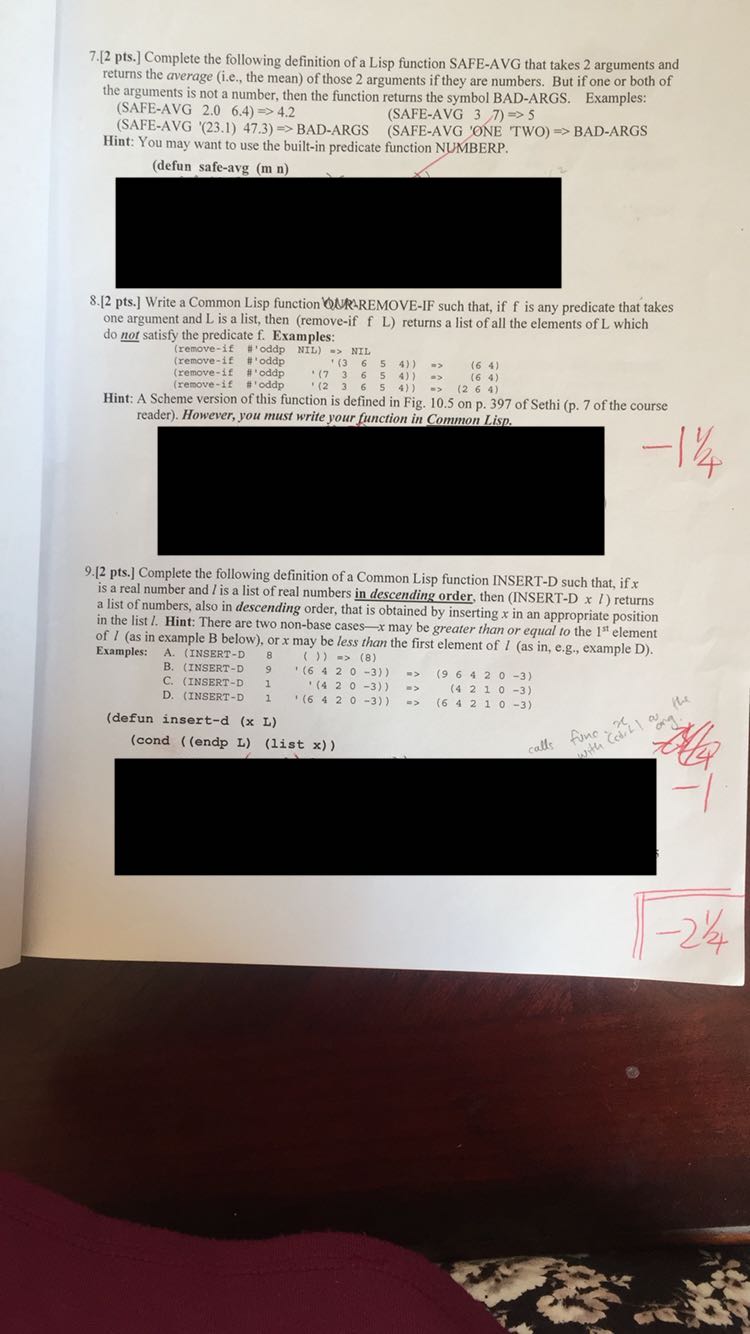 7.[2 pts.] Complete the following definition of a Lisp function SAFE-AVG that takes 2 arguments and
returns the average (i.e., the mean) of those 2 arguments if they are numbers. But if one or both of
the arguments is not a number, then the function returns the symbol BAD-ARGS. Examples:
(SAFE-AVG 2.0 6.4) => 4.2 (SAFE-AVG 3 7) => 5
(SAFE-AVG '(23.1) 47.3) => BAD-ARGS (SAFE-AVG 'ONE 'TWO) => BAD-ARGS
Hint: You may want to use the built-in predicate function NUMBERP.
(defun safe-avg (m n)
8.[2 pts.] Write a Common Lisp function OUR-REMOVE-IF such that, if f is any predicate that takes
one argument and L is a list, then (remove-if f L) returns a list of all the elements of L which
do not satisfy the predicate f. Examples:
(remove-if #'oddp NIL) => NIL
(remove-if #'oddp '(3 6 5 4)) => (6 4)
(remove-if #'oddp '(7 3 6 5 4)) => (6 4)
(remove-if #'oddp '(2 3 6 5 4)) => (2 6 4)
Hint: A Scheme version of this function is defined in Fig. 10.5 on p. 397 of Sethi (p. 7 of the course
reader). However, you must write your function in Common Lisp.
-1 1/4
9.[2 pts.] Complete the following definition of a Common Lisp function INSERT-D such that, if x
is a real number and l is a list of real numbers in descending order, then (INSERT-D x l) returns
a list of numbers, also in descending order, that is obtained by inserting x in an appropriate position
in the list l. Hint: There are two non-base cases—x may be greater than or equal to the 1st element
of l (as in example B below), or x may be less than the first element of l (as in, e.g., example D).
Examples: A. (INSERT-D 8 ( )) => (8)
B. (INSERT-D 9 '(6 4 2 0 -3)) => (9 6 4 2 0 -3)
C. (INSERT-D 1 '(4 2 0 -3)) => (4 2 1 0 -3)
D. (INSERT-D 1 '(6 4 2 0 -3)) => (6 4 2 1 0 -3)
(defun insert-d (x L)
(cond ((endp L) (list x))
calls func x
with (cdr L) as the
arg.
-1
-2 1/4